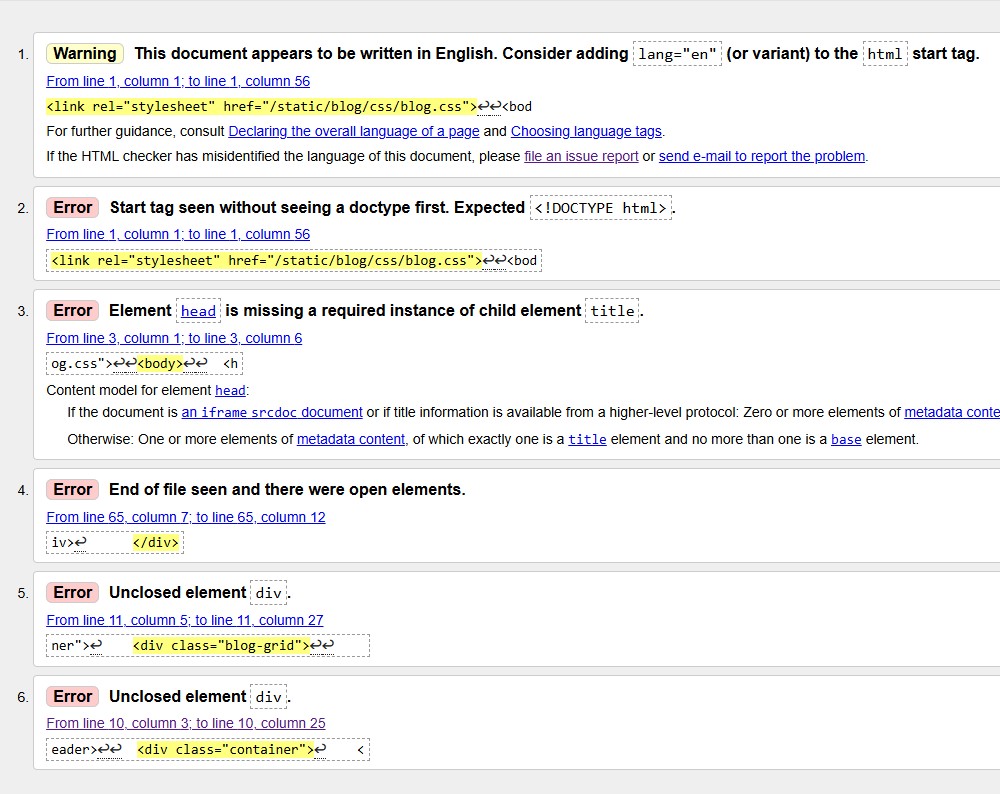 1. Warning This document appears to be written in English. Consider adding lang="en" (or variant) to the html start tag.
From line 1, column 1; to line 1, column 56
<link rel="stylesheet" href="/static/blog/css/blog.css">↩↩<bod
For further guidance, consult Declaring the overall language of a page and Choosing language tags.
If the HTML checker has misidentified the language of this document, please file an issue report or send e-mail to report the problem.
2. Error Start tag seen without seeing a doctype first. Expected <!DOCTYPE html>.
From line 1, column 1; to line 1, column 56
<link rel="stylesheet" href="/static/blog/css/blog.css">↩↩<bod
3. Error Element head is missing a required instance of child element title.
From line 3, column 1; to line 3, column 6
og.css">↩↩<body>↩↩  <h
Content model for element head:
If the document is an iframe srcdoc document or if title information is available from a higher-level protocol: Zero or more elements of metadata conte
Otherwise: One or more elements of metadata content, of which exactly one is a title element and no more than one is a base element.
4. Error End of file seen and there were open elements.
From line 65, column 7; to line 65, column 12
iv>↩      </div>
5. Error Unclosed element div.
From line 11, column 5; to line 11, column 27
ner">↩    <div class="blog-grid">↩↩
6. Error Unclosed element div.
From line 10, column 3; to line 10, column 25
eader>↩↩  <div class="container">↩    <